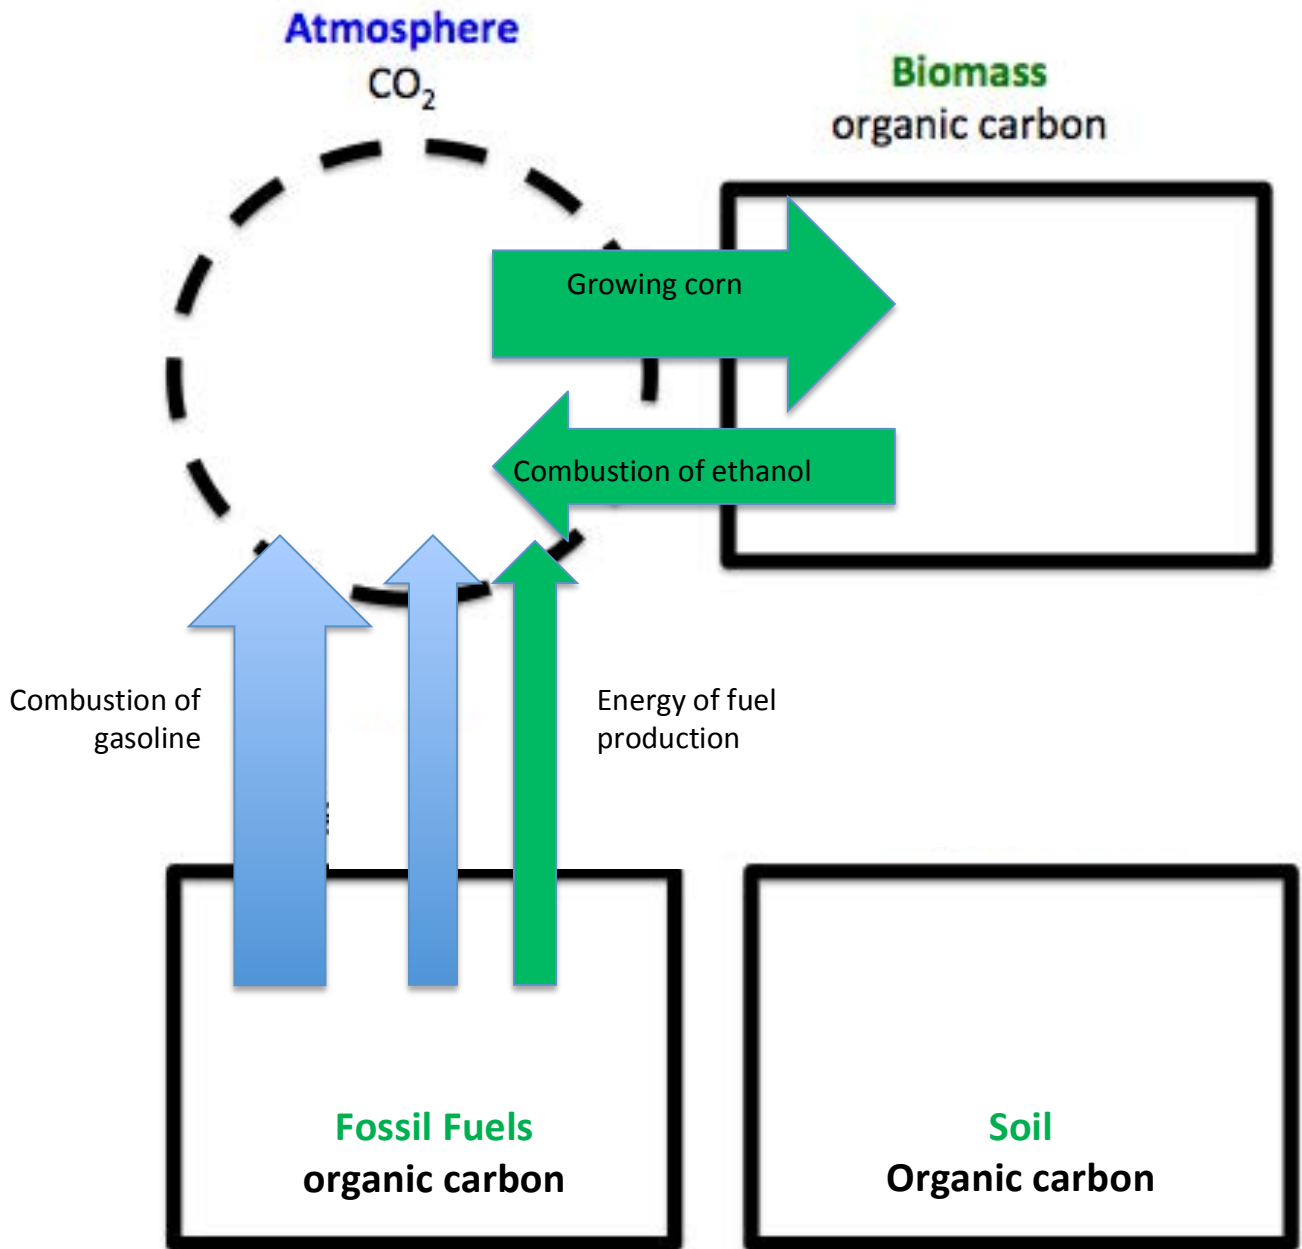 Atmosphere
CO₂
Biomass
organic carbon
Growing corn
Combustion of ethanol
Combustion of
gasoline
Energy of fuel
production
Fossil Fuels
organic carbon
Soil
Organic carbon